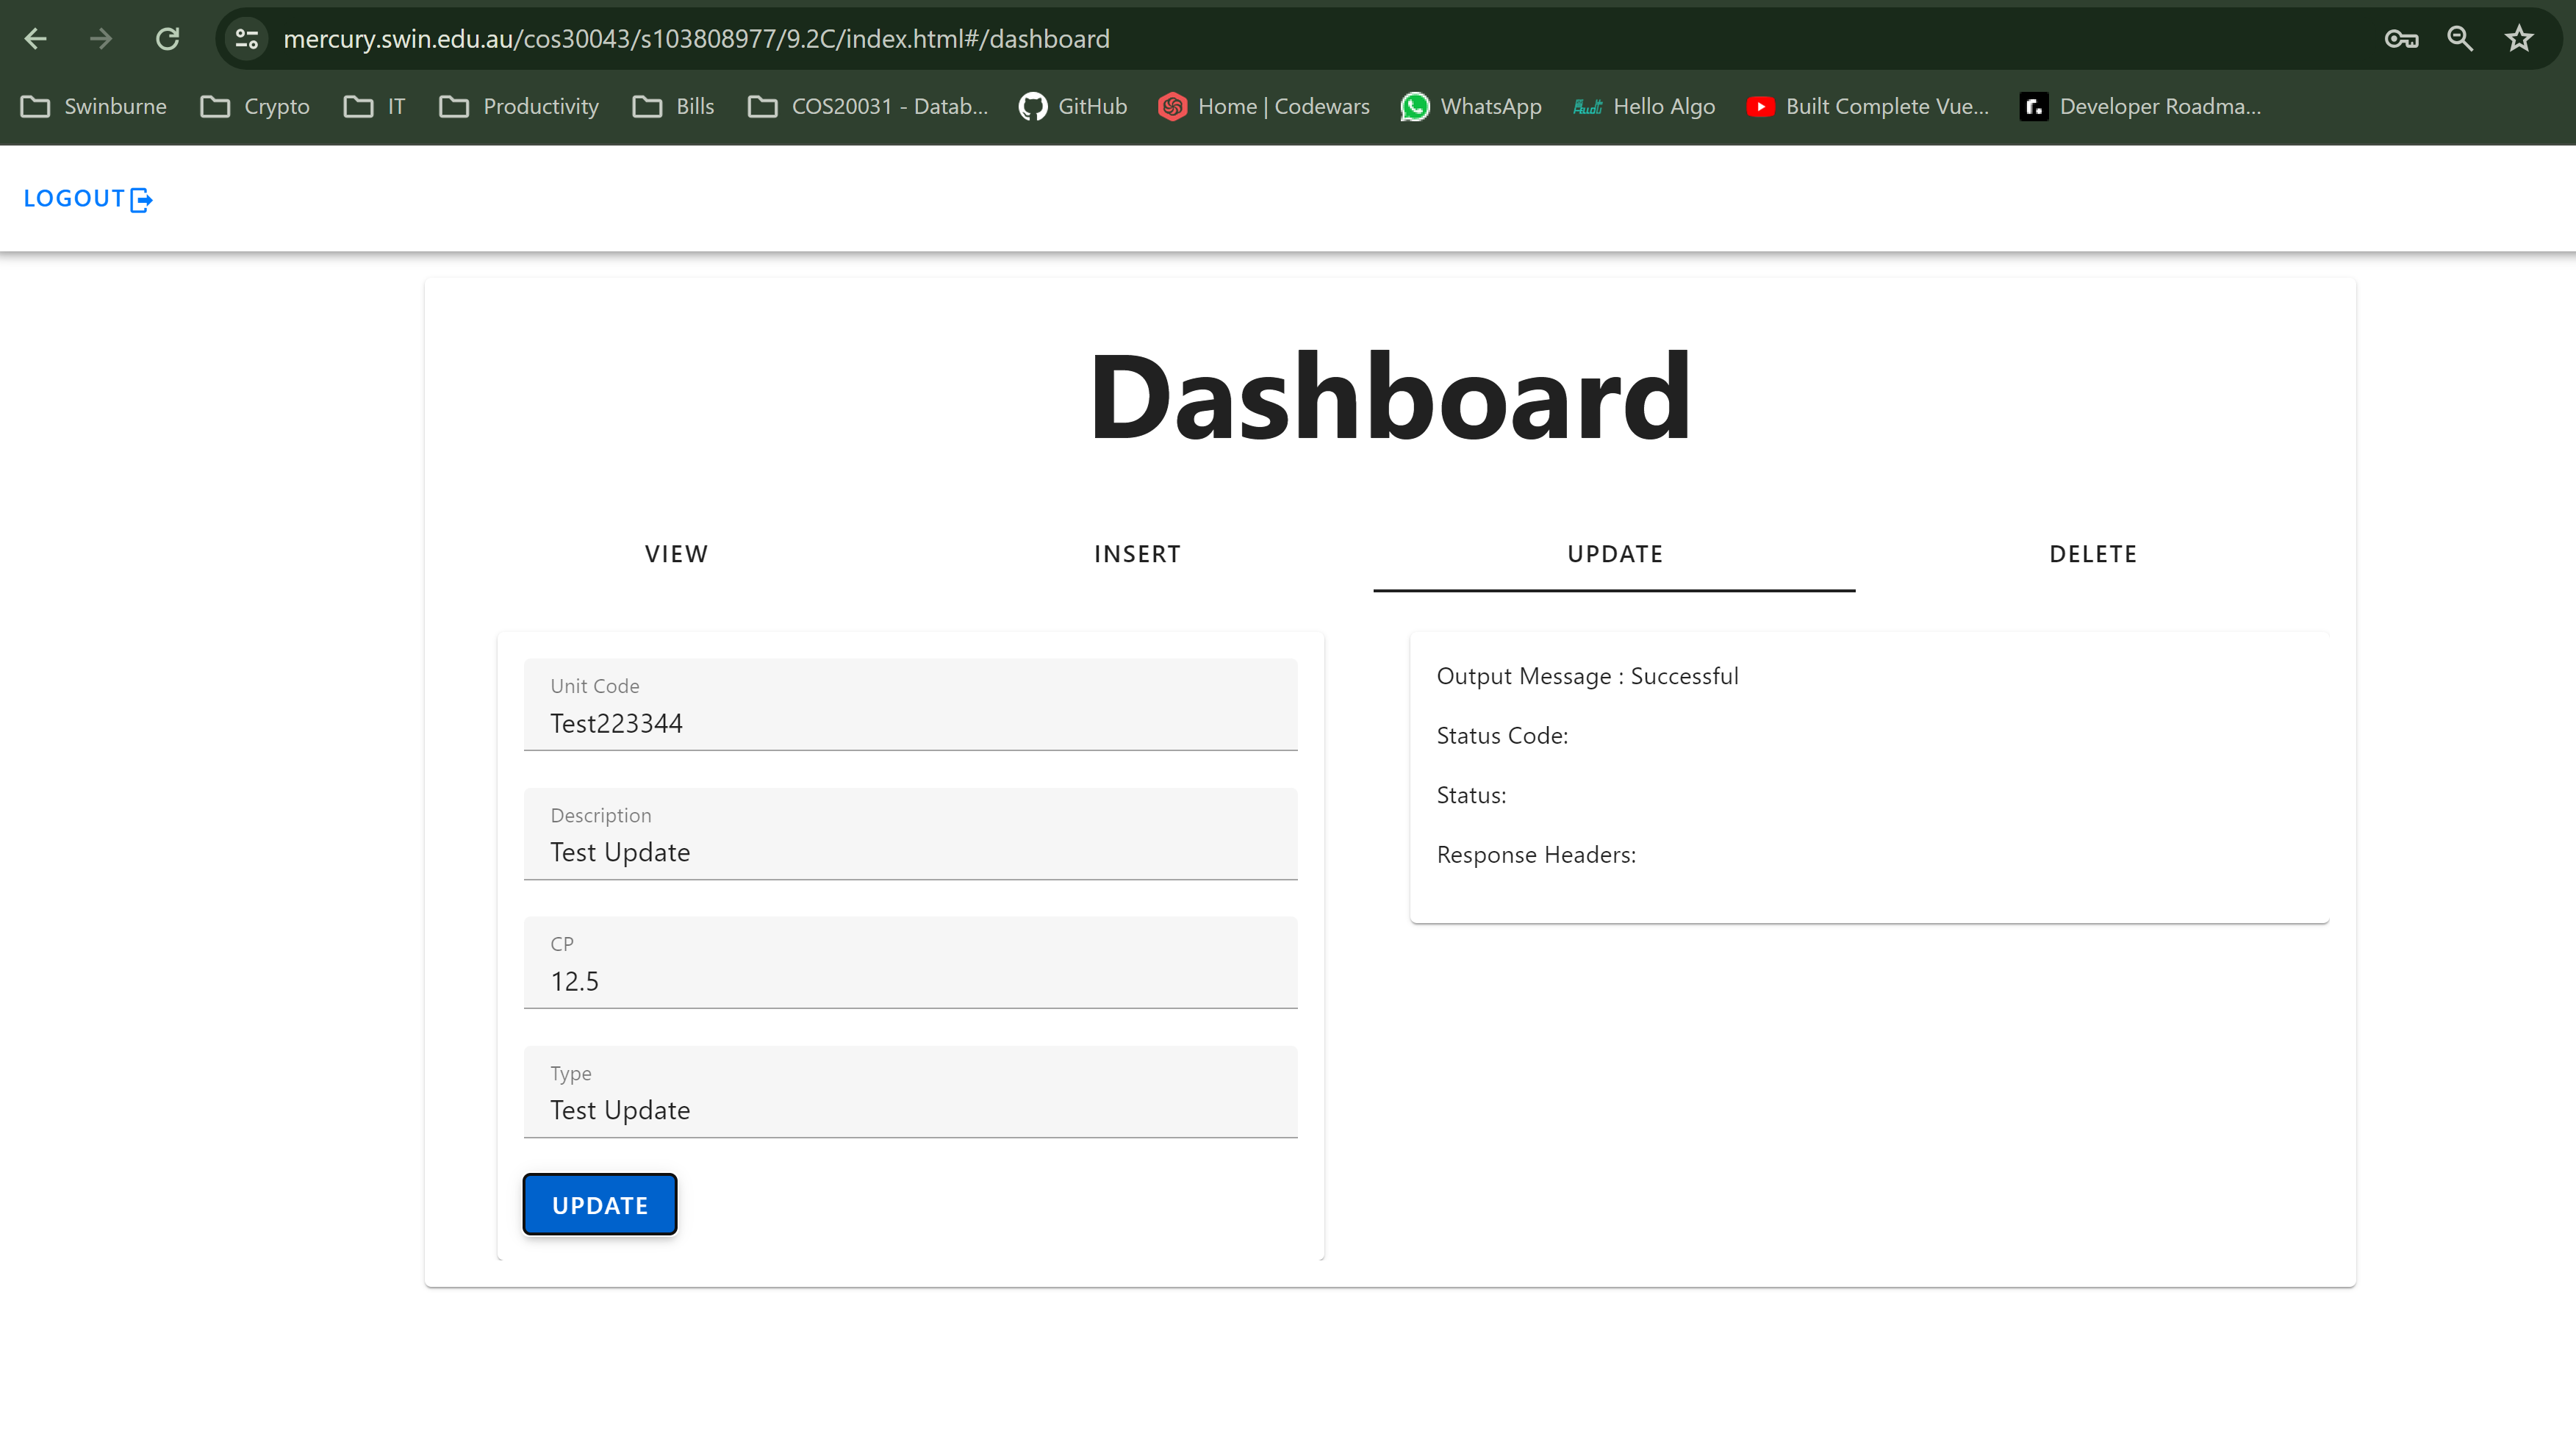 mercury.swin.edu.au/cos30043/s103808977/9.2C/index.html#/dashboard
Swinburne Crypto IT Productivity Bills COS20031 - Datab... GitHub Home | Codewars WhatsApp Hello Algo Built Complete Vue... Developer Roadma...
LOGOUT
Dashboard
VIEW INSERT UPDATE DELETE
Unit Code
Test223344
Description
Test Update
CP
12.5
Type
Test Update
UPDATE
Output Message : Successful
Status Code:
Status:
Response Headers: